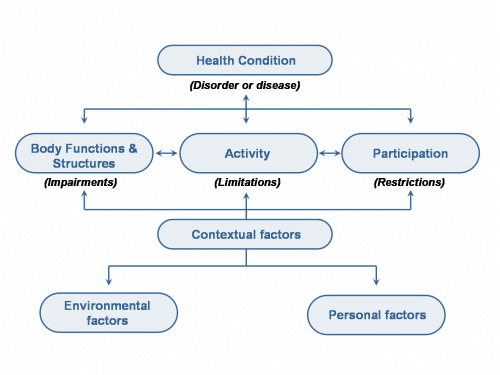 Health Condition
(Disorder or disease)
Body Functions &
Structures
Activity
Participation
(Impairments)
(Limitations)
(Restrictions)
Contextual factors
Environmental
factors
Personal factors